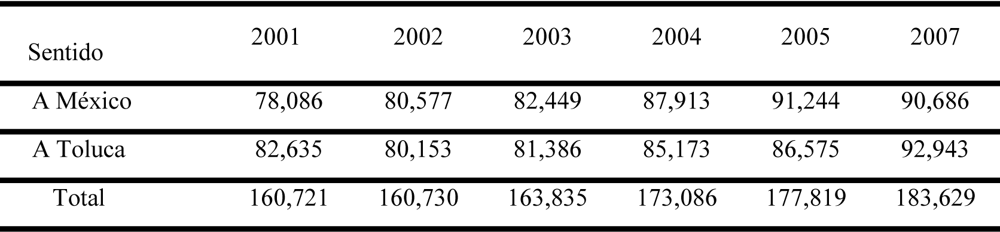 Sentido 2001 2002 2003 2004 2005 2007
A México 78,086 80,577 82,449 87,913 91,244 90,686
A Toluca 82,635 80,153 81,386 85,173 86,575 92,943
Total 160,721 160,730 163,835 173,086 177,819 183,629